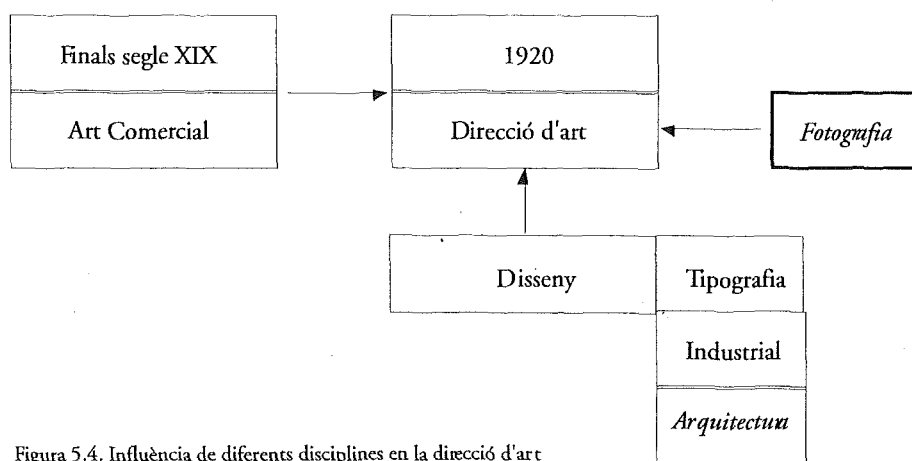 Finals segle XIX
1920
Art Comercial
Direcció d'art
Fotografia
Disseny
Tipografia
Industrial
Arquitectura
Figura 5.4. Influència de diferents disciplines en la direcció d'art